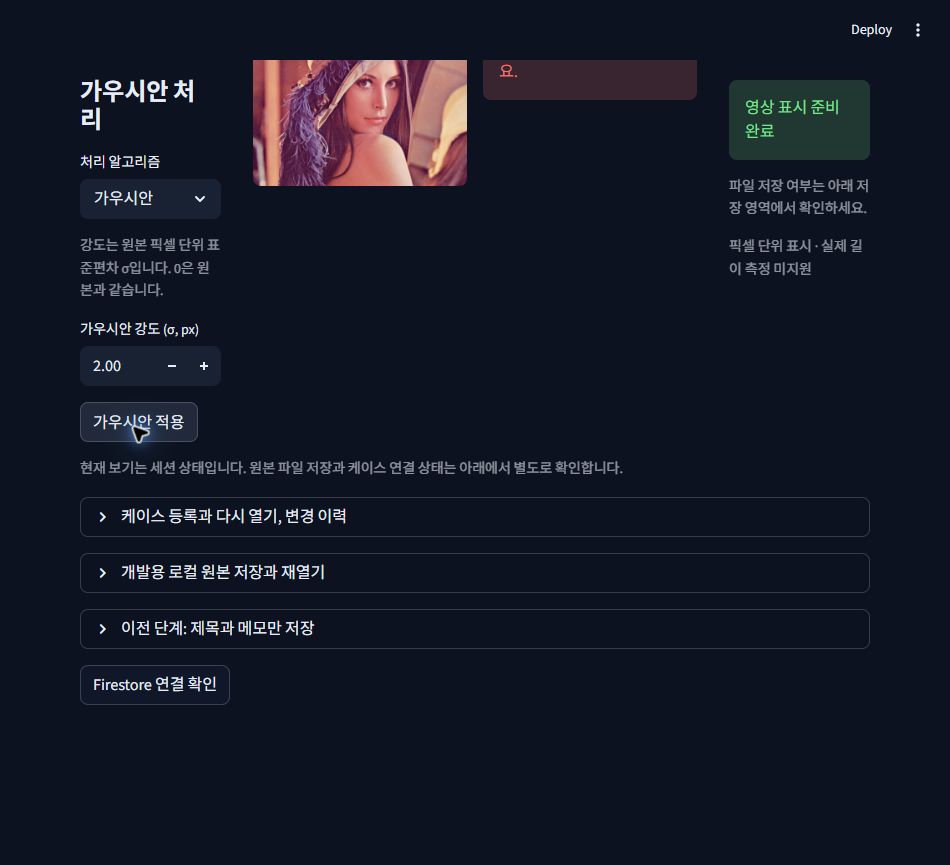 Deploy
가우시안 처
리
처리 알고리즘
가우시안
강도는 원본 픽셀 단위 표
준편차 σ입니다. 0은 원
본과 같습니다.
가우시안 강도 (σ, px)
2.00
가우시안 적용
요.
영상 표시 준비
완료
파일 저장 여부는 아래 저
장 영역에서 확인하세요.
픽셀 단위 표시 · 실제 길
이 측정 미지원
현재 보기는 세션 상태입니다. 원본 파일 저장과 케이스 연결 상태는 아래에서 별도로 확인합니다.
케이스 등록과 다시 열기, 변경 이력
개발용 로컬 원본 저장과 재열기
이전 단계: 제목과 메모만 저장
Firestore 연결 확인